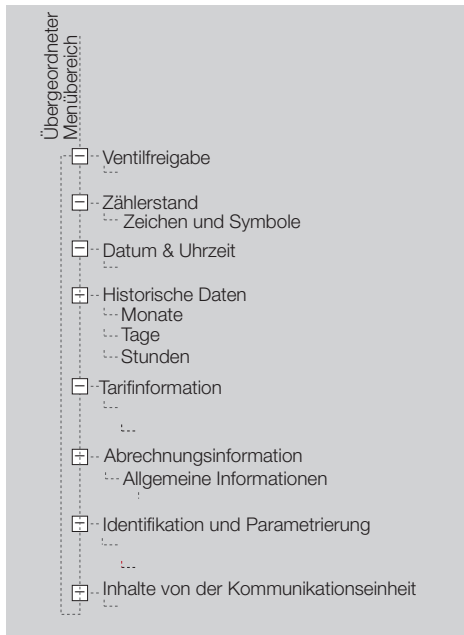 Übergeordneter
Menübereich
Ventilfreigabe
Zählerstand
Zeichen und Symbole
Datum & Uhrzeit
Historische Daten
Monate
Tage
Stunden
Tarifinformation
Abrechnungsinformation
Allgemeine Informationen
Identifikation und Parametrierung
Inhalte von der Kommunikationseinheit